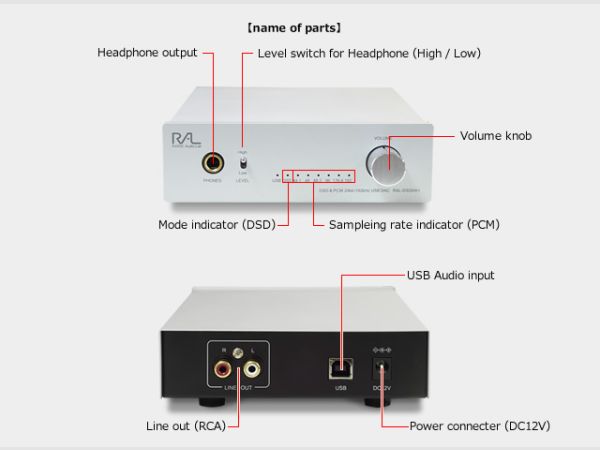 【name of parts】
Headphone output
Level switch for Headphone (High / Low)
Volume knob
RAL
VOLUME
High
Low
PHONES
LEVEL
Mode indicator (DSD)
Sampleing rate indicator (PCM)
USB Audio input
R
L
LINE OUT
USB
DC12V
Line out (RCA)
Power connecter (DC12V)